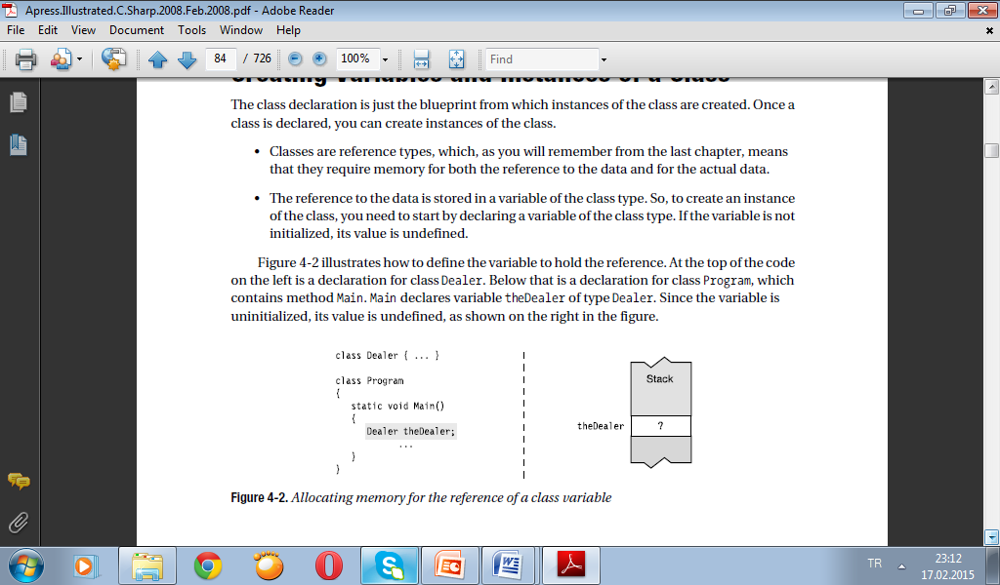 Apress.Illustrated.C.Sharp.2008.Feb.2008.pdf - Adobe Reader
File Edit View Document Tools Window Help
84 / 726 100% Find
Creating Variables and Instances of a Class
The class declaration is just the blueprint from which instances of the class are created. Once a
class is declared, you can create instances of the class.
• Classes are reference types, which, as you will remember from the last chapter, means
that they require memory for both the reference to the data and for the actual data.
• The reference to the data is stored in a variable of the class type. So, to create an instance
of the class, you need to start by declaring a variable of the class type. If the variable is not
initialized, its value is undefined.
Figure 4-2 illustrates how to define the variable to hold the reference. At the top of the code
on the left is a declaration for class Dealer. Below that is a declaration for class Program, which
contains method Main. Main declares variable theDealer of type Dealer. Since the variable is
uninitialized, its value is undefined, as shown on the right in the figure.
class Dealer { ... }
class Program
{
static void Main()
{
Dealer theDealer;
...
}
}
Stack
theDealer ?
Figure 4-2. Allocating memory for the reference of a class variable
TR
23:12
17.02.2015